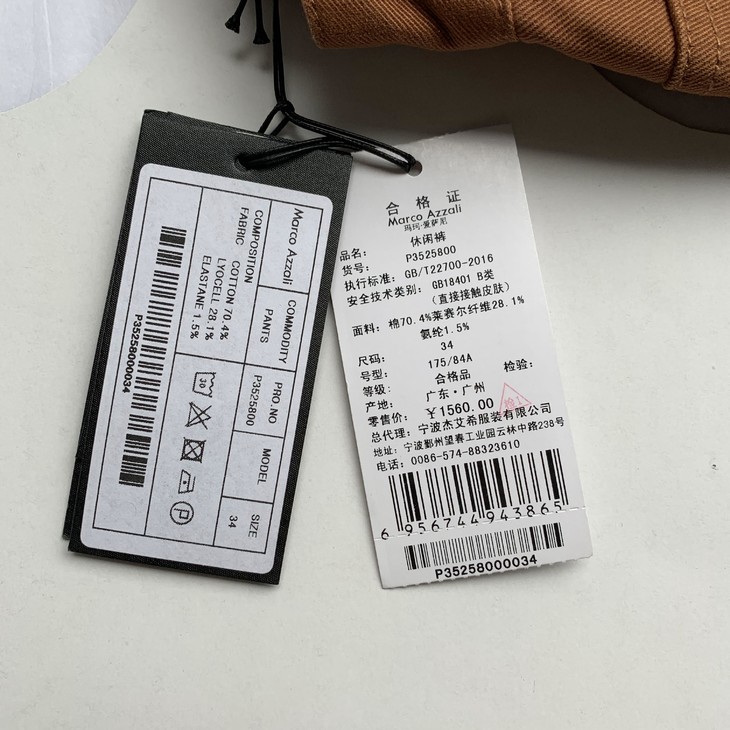 Marco Azzali
COMMODITY
PANTS
PRO.NO
P3525800
MODEL
SIZE
34
COMPOSITION
FABRIC
COTTON 70.4%
LYOCELL 28.1%
ELASTANE 1.5%
30
P
P35258000034
合格证
Marco Azzali
玛珂·爱萨尼
品名: 休闲裤
货号: P3525800
执行标准: GB/T22700-2016
安全技术类别: GB18401 B类
(直接接触皮肤)
面料: 棉70.4%莱赛尔纤维28.1%
氨纶1.5%
尺码: 34
号型: 175/84A
等级: 合格品 检验:
产地: 广东·广州
零售价: ¥1560.00
检1
总代理: 宁波杰艾希服装有限公司
地址: 宁波鄞州望春工业园云林中路238号
电话: 0086-574-88323610
6 956744 943865
P35258000034